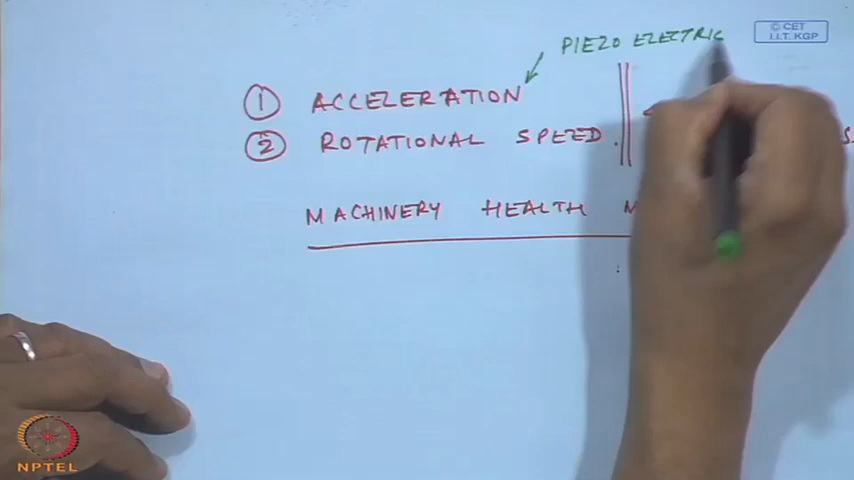 PIEZO ELECTRIC
© CET
I.I.T. KGP
1 ACCELERATION
2 ROTATIONAL SPEED.
MACHINERY HEALTH
NPTEL